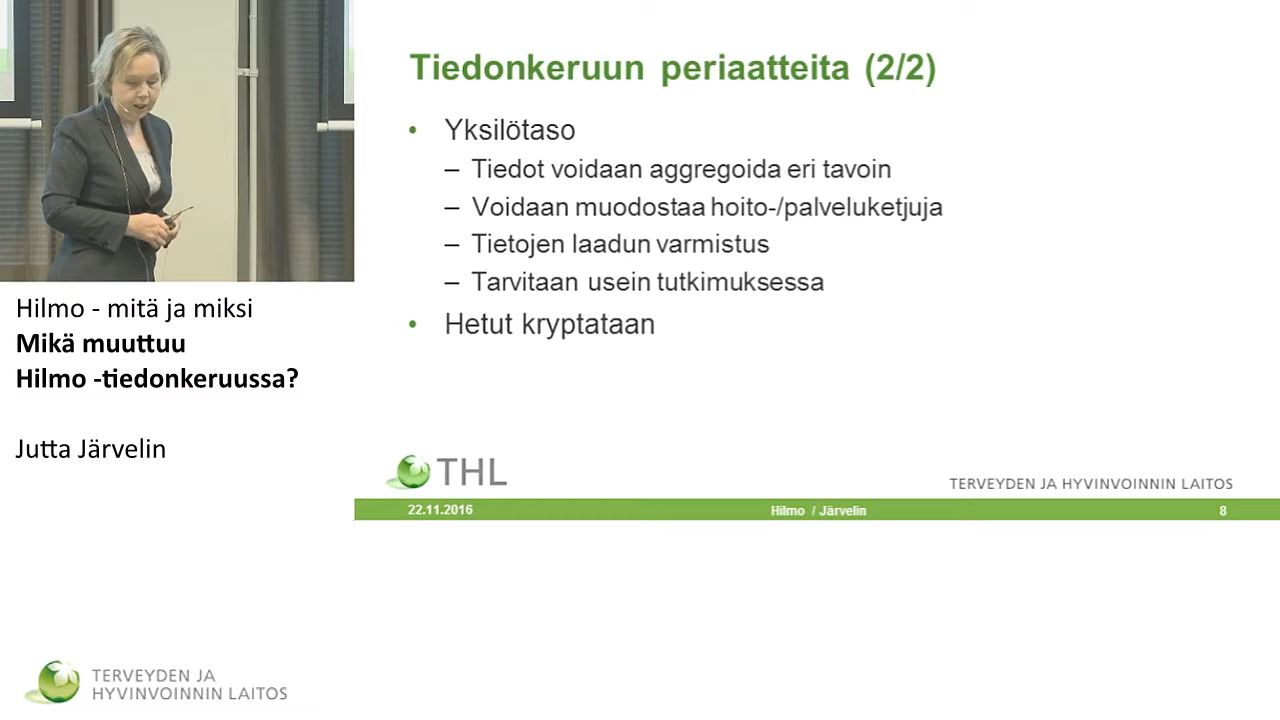 Tiedonkeruun periaatteita (2/2)
• Yksilötaso
– Tiedot voidaan aggregoida eri tavoin
– Voidaan muodostaa hoito-/palveluketjuja
– Tietojen laadun varmistus
– Tarvitaan usein tutkimuksessa
• Hetut kryptataan
Hilmo - mitä ja miksi
Mikä muuttuu
Hilmo -tiedonkeruussa?
Jutta Järvelin
THL
TERVEYDEN JA HYVINVOINNIN LAITOS
22.11.2016 Hilmo / Järvelin 8
TERVEYDEN JA
HYVINVOINNIN LAITOS